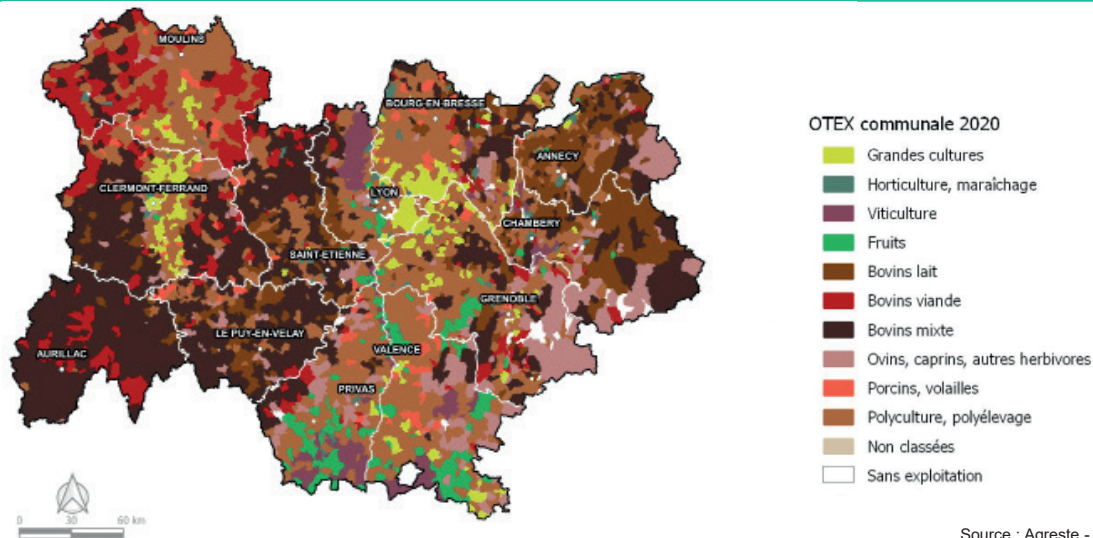 MOULINS
BOURG-EN-BRESSE
ANNECY
CLERMONT-FERRAND
LYON
CHAMBERY
SAINT-ETIENNE
GRENOBLE
LE PUY-EN-VELAY
VALENCE
AURILLAC
PRIVAS
0 30 60 km
OTEX communale 2020
Grandes cultures
Horticulture, maraîchage
Viticulture
Fruits
Bovins lait
Bovins viande
Bovins mixte
Ovins, caprins, autres herbivores
Porcins, volailles
Polyculture, polyélevage
Non classées
Sans exploitation
Source : Agreste -